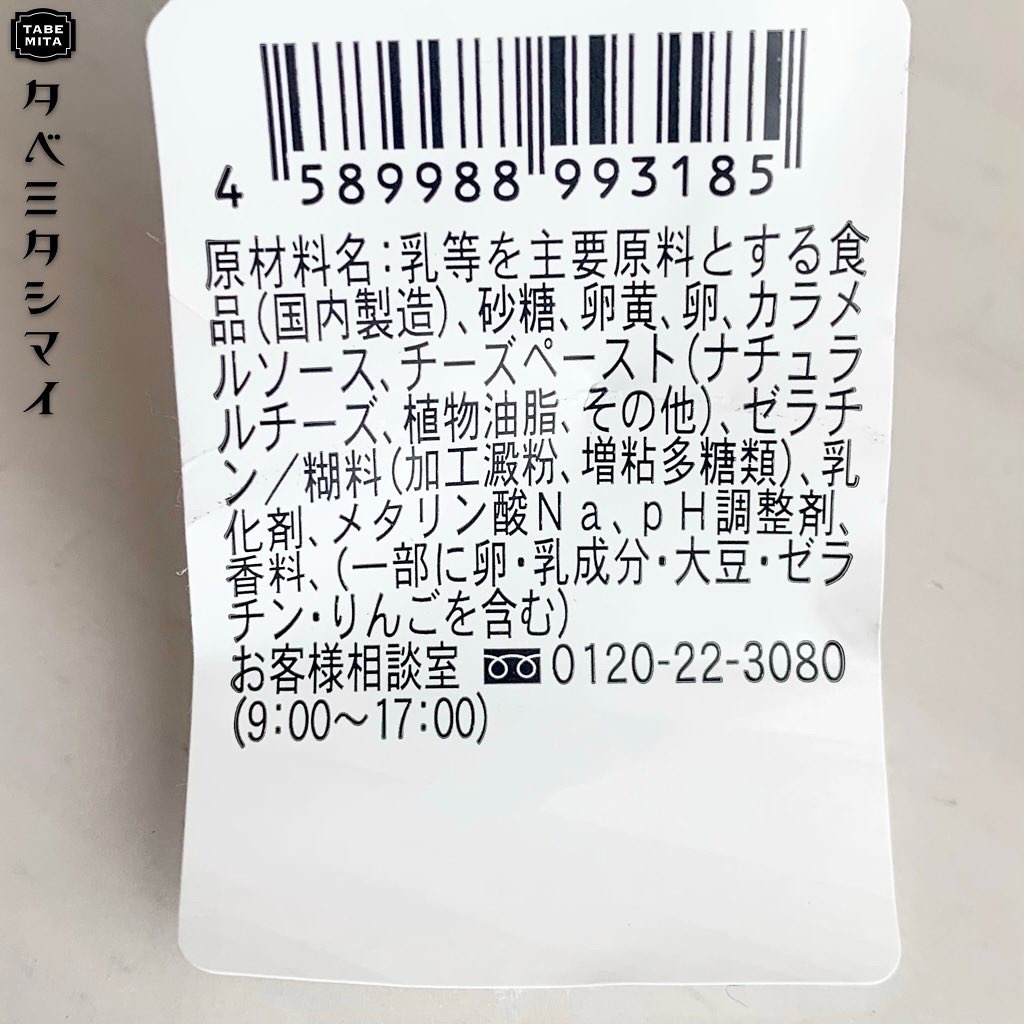 TABE
MITA
タベミタシマイ
4 589988 993185
原材料名:乳等を主要原料とする食
品(国内製造)、砂糖、卵黄、卵、カラメ
ルソース、チーズペースト(ナチュラ
ルチーズ、植物油脂、その他)、ゼラチ
ン/糊料(加工澱粉、増粘多糖類)、乳
化剤、メタリン酸Na、pH調整剤、
香料、(一部に卵・乳成分・大豆・ゼラ
チン・りんごを含む)
お客様相談室 0120-22-3080
(9:00~17:00)